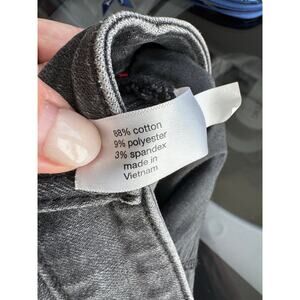 88% cotton
9% polyester
3% spandex
made in
Vietnam